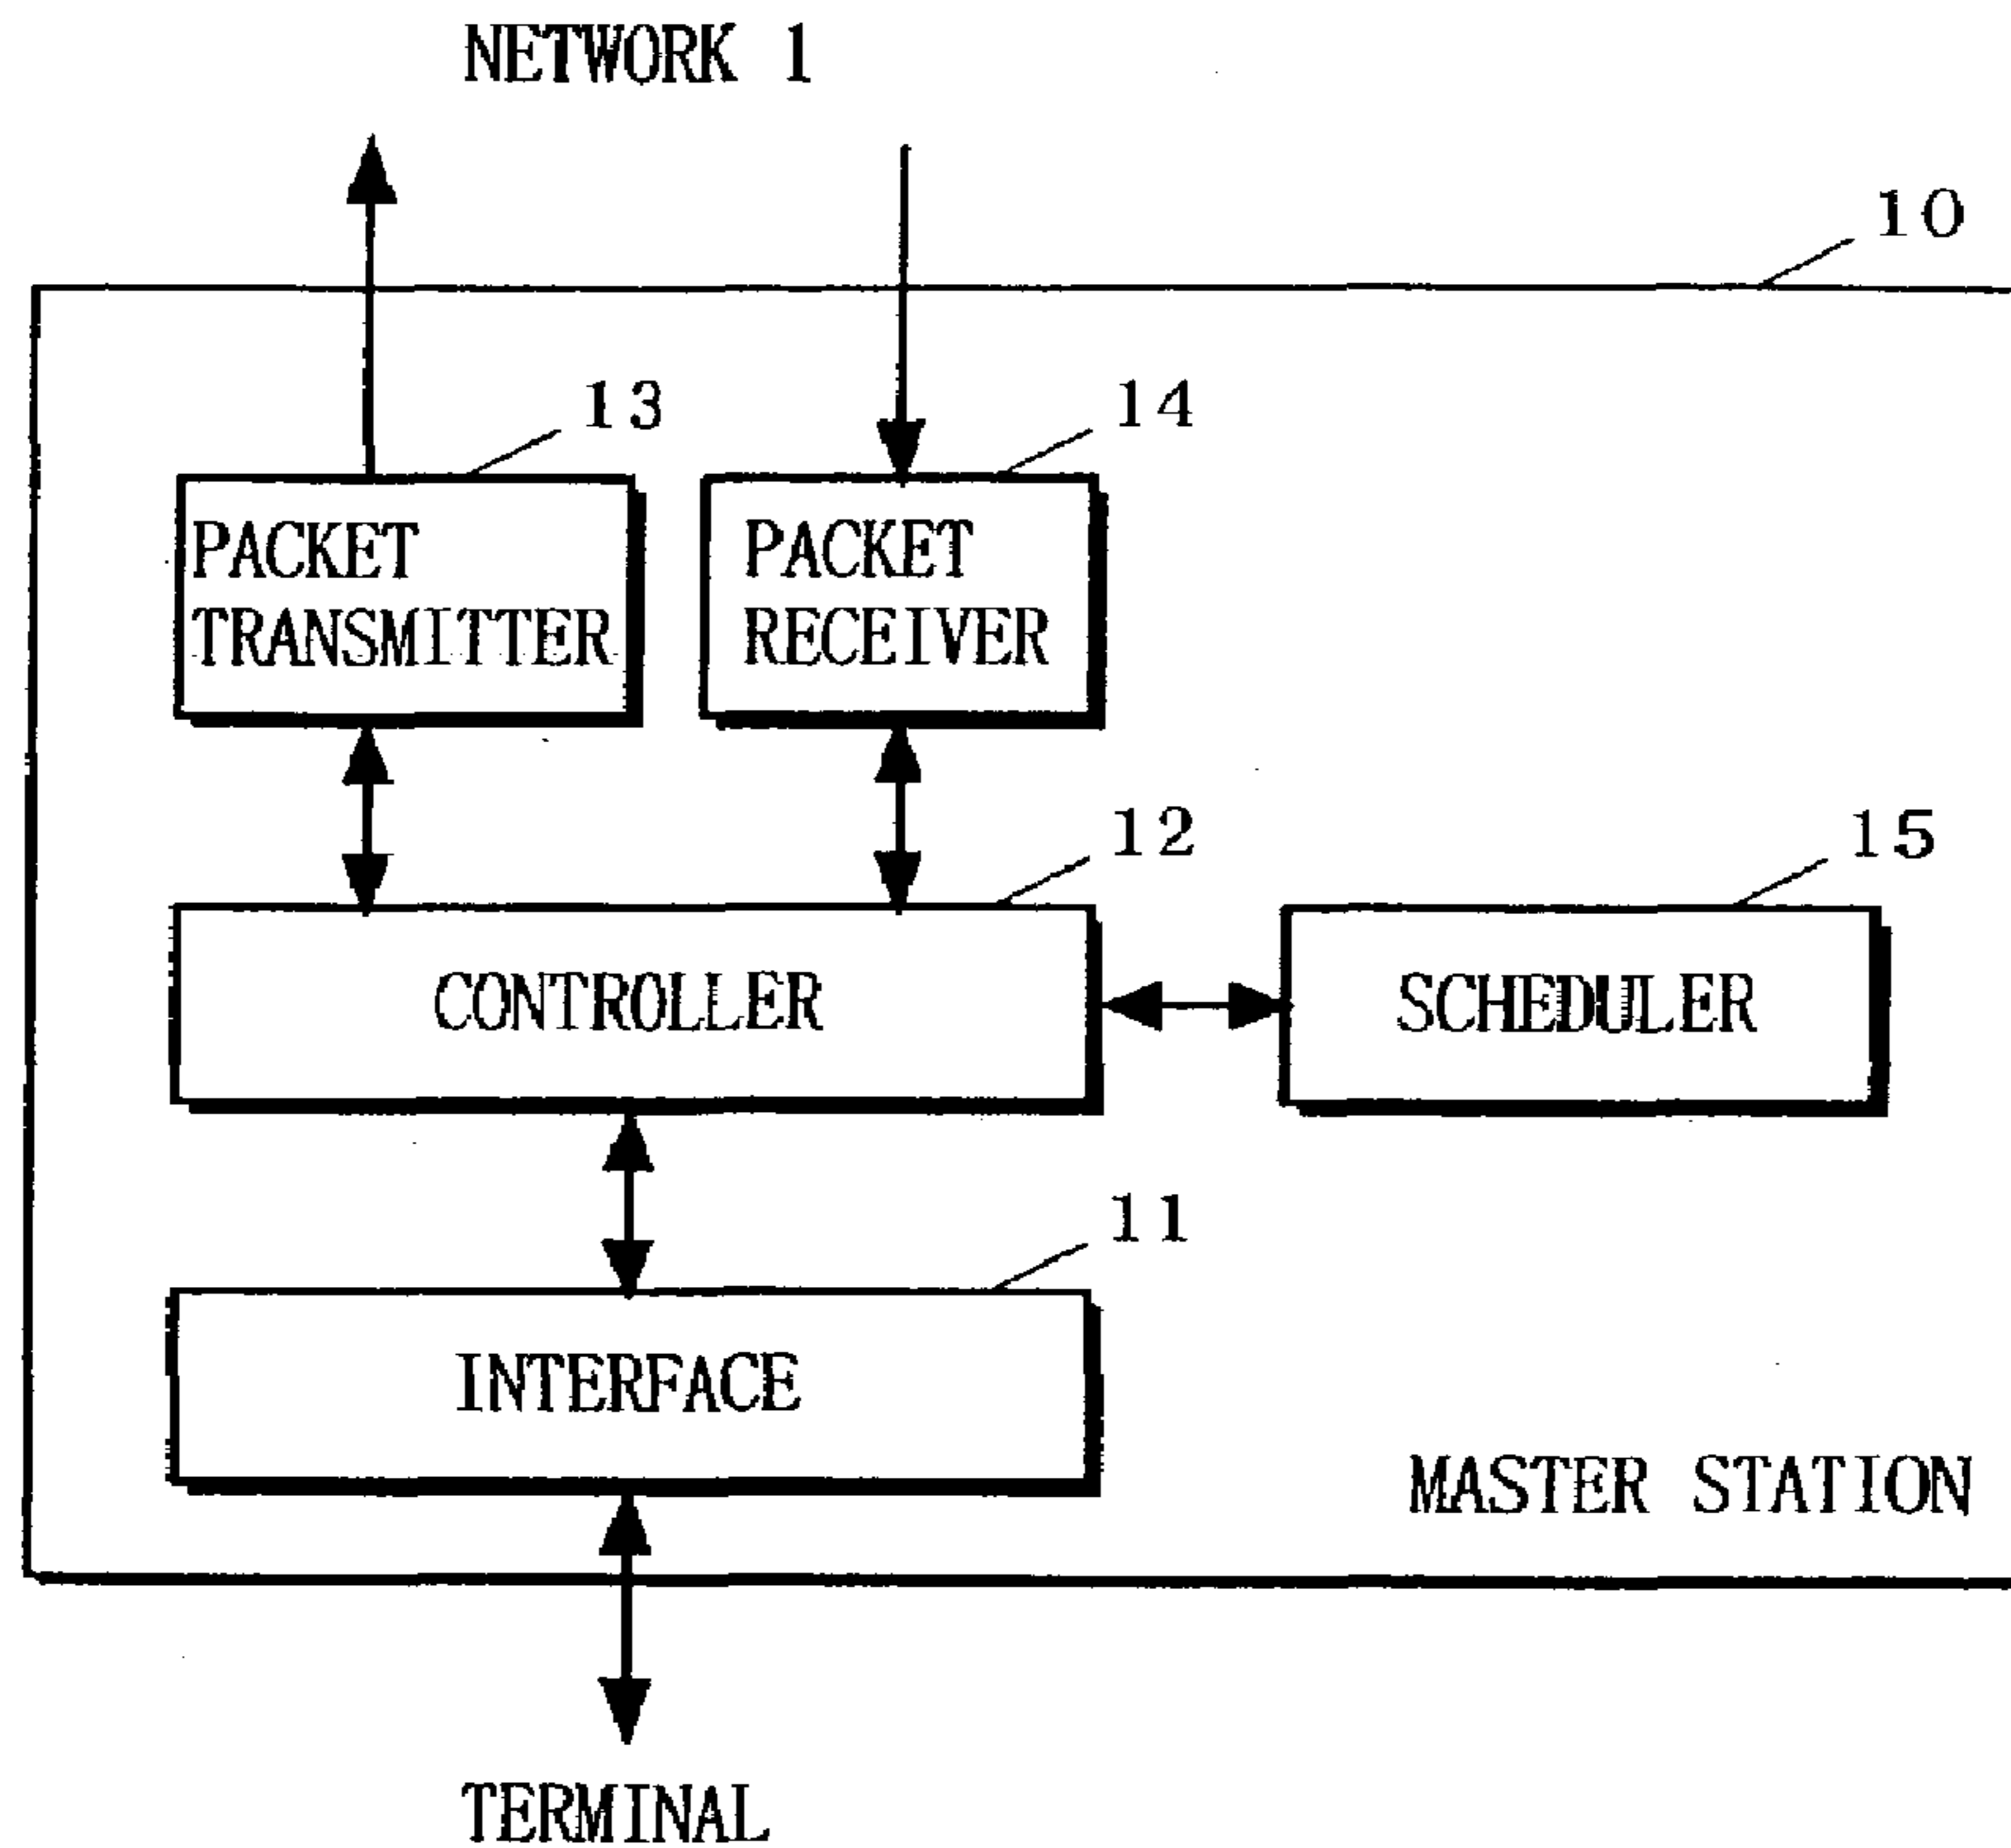 NETWORK 1
10
13
14
PACKET
TRANSMITTER
PACKET
RECEIVER
12
15
CONTROLLER
SCHEDULER
11
INTERFACE
MASTER STATION
TERMINAL